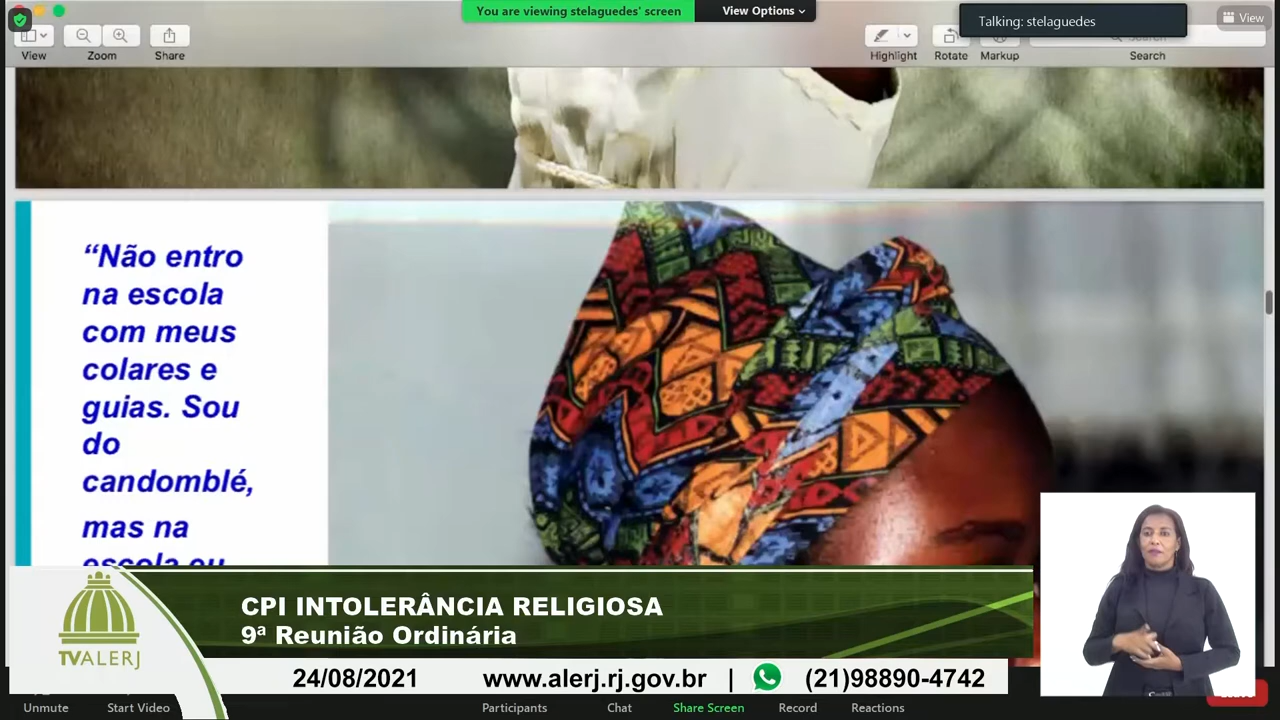 You are viewing stelaguedes' screen
View Options
Talking: stelaguedes
View
View
Zoom
Share
Highlight
Rotate
Markup
Search
Search
“Não entro
na escola
com meus
colares e
guias. Sou
do
candomblé,
mas na
escola eu
CPI INTOLERÂNCIA RELIGIOSA
9ª Reunião Ordinária
TVALERJ
24/08/2021
www.alerj.rj.gov.br | (21)98890-4742
Unmute
Start Video
Participants
Chat
Share Screen
Record
Reactions